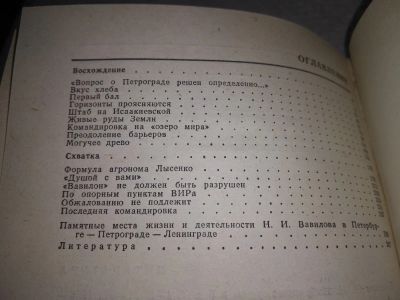 ОГЛАВЛЕНИЕ
Восхождение
«Вопрос о Петрограде решен определенно...»
Вкус хлеба
Первый бал
Горизонты проясняются
Штаб на Исаакиевской
Живые руды Земли
Командировка на «озеро мира»
Преодоление барьеров
Могучее древо
Схватка
Формула агронома Лысенко
«Душой с вами»
«Вавилон» не должен быть разрушен
По опорным пунктам ВИРа
Обжалованию не подлежит
Последняя командировка
Памятные места жизни и деятельности Н. И. Вавилова в Петербур-
ге — Петрограде — Ленинграде
Литература